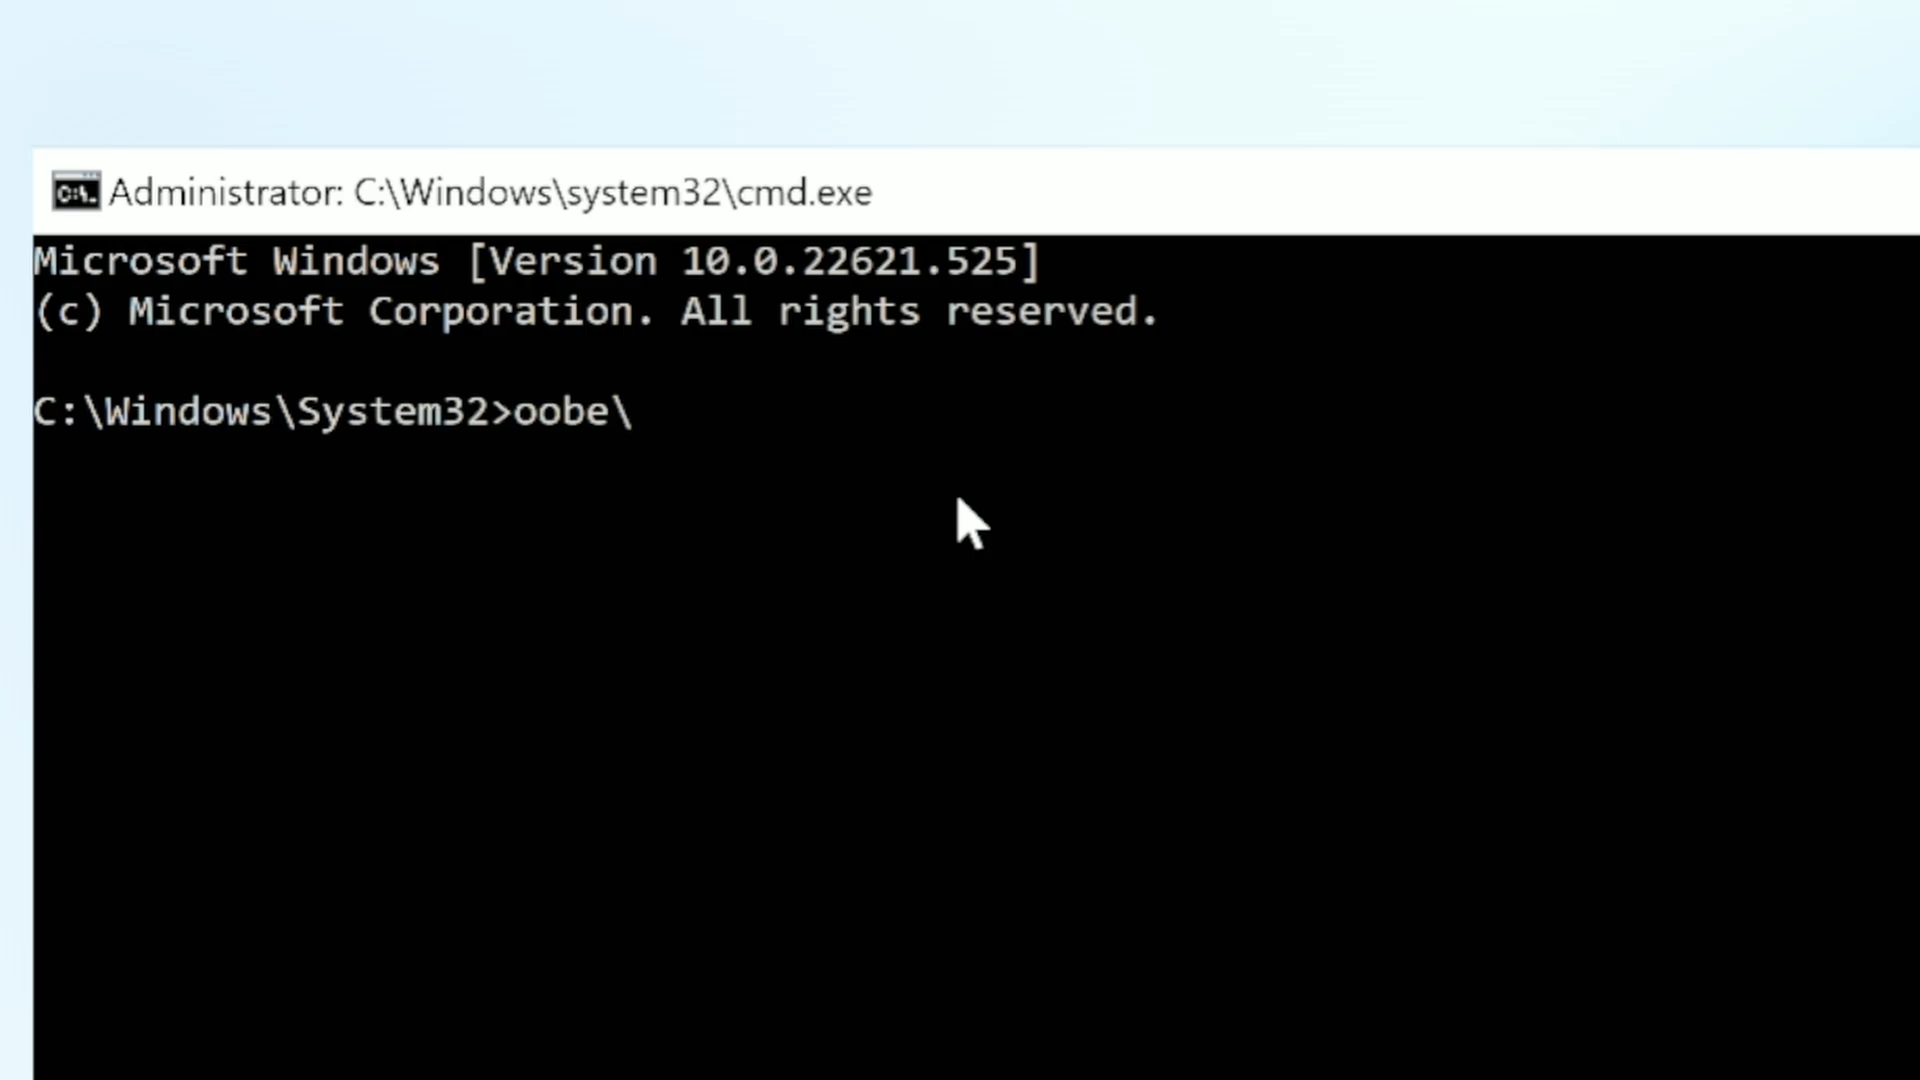 Administrator: C:\Windows\system32\cmd.exe
Microsoft Windows [Version 10.0.22621.525]
(c) Microsoft Corporation. All rights reserved.
C:\Windows\System32>oobe\